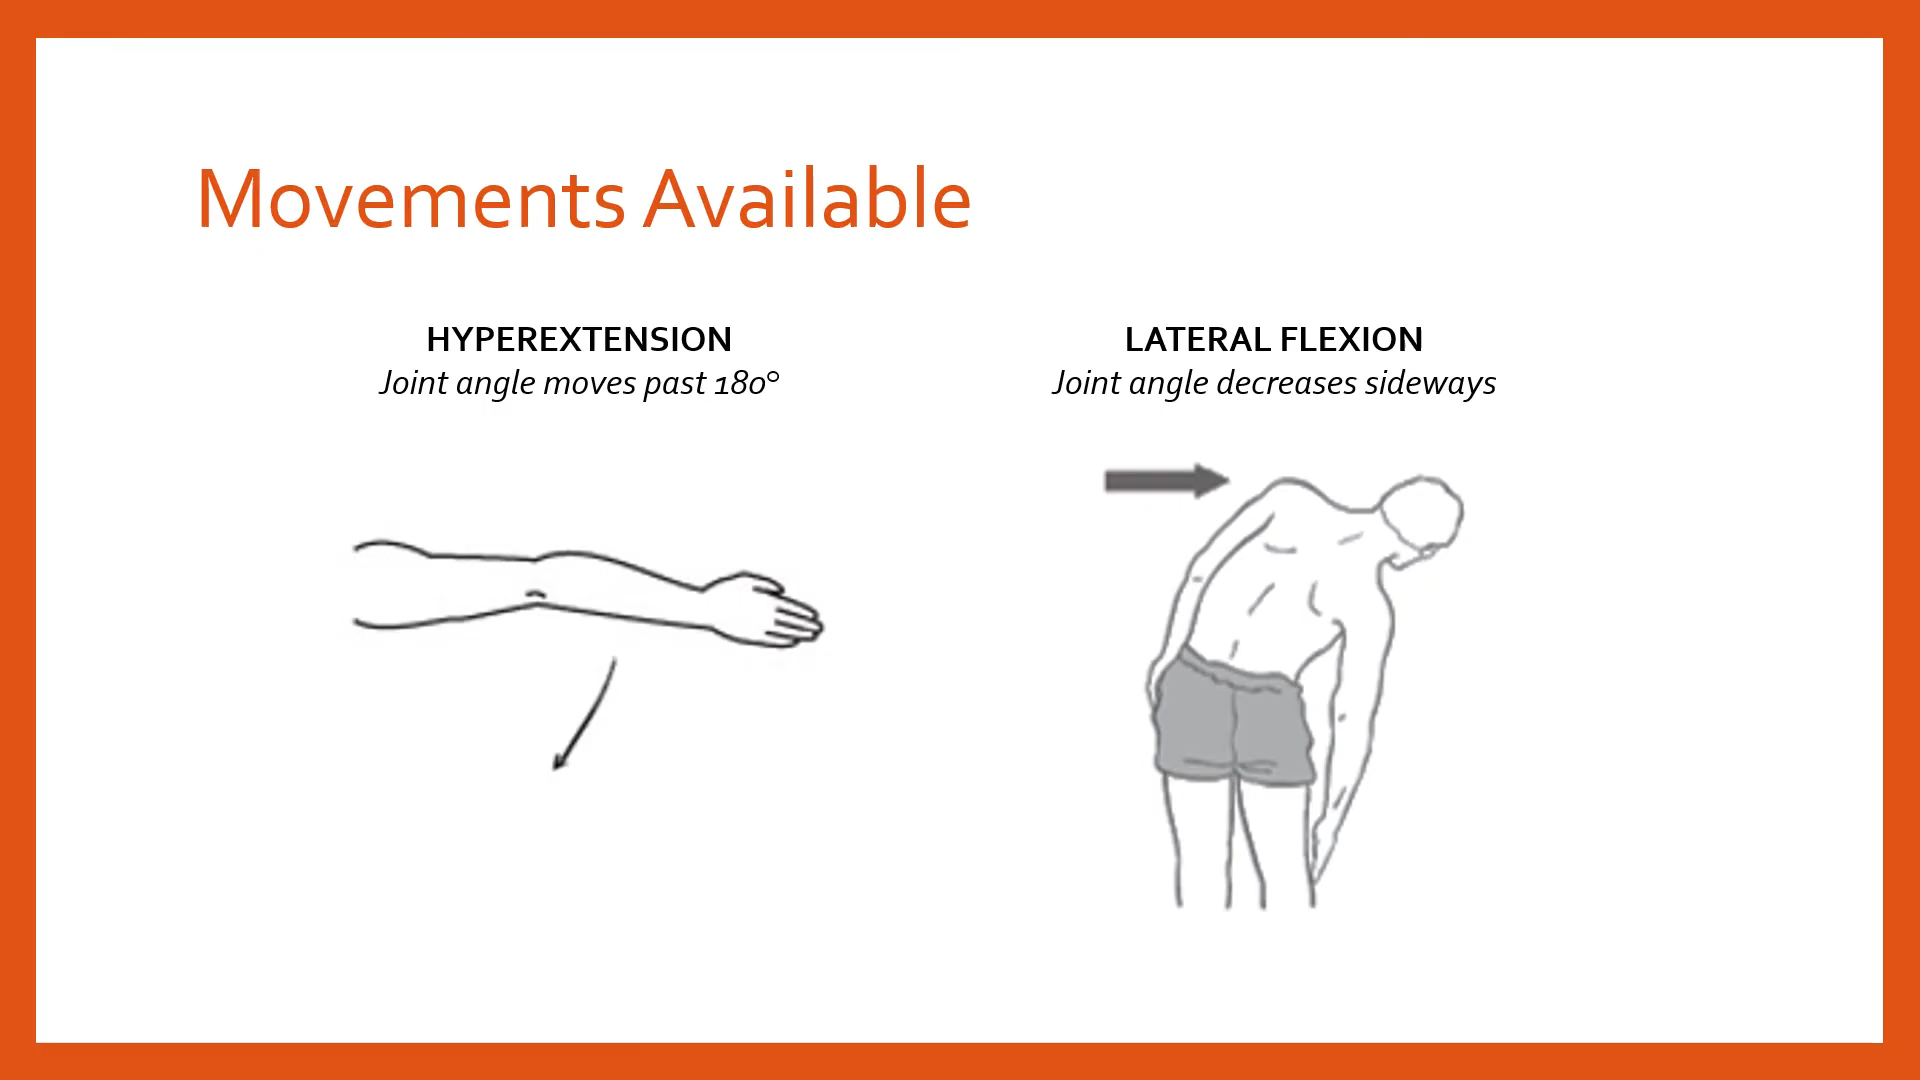 Movements Available
HYPEREXTENSION
Joint angle moves past 180°
LATERAL FLEXION
Joint angle decreases sideways